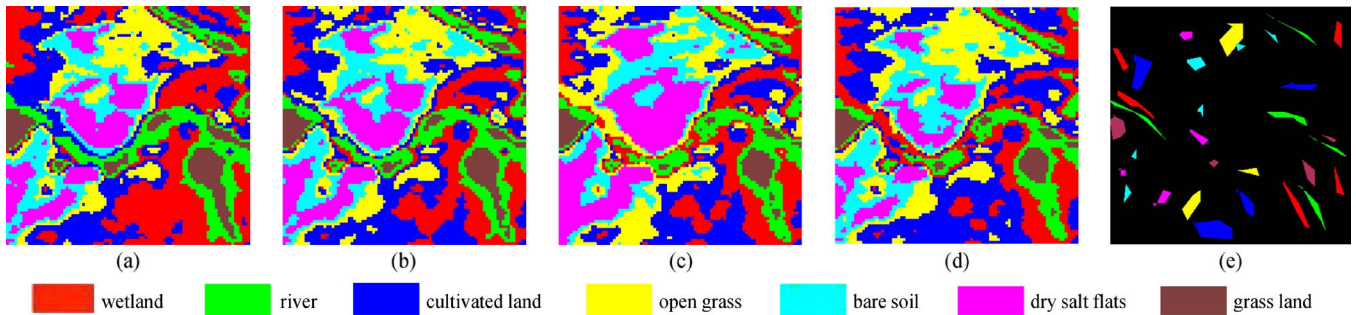 (a) (b) (c) (d) (e)
wetland river cultivated land open grass bare soil dry salt flats grass land